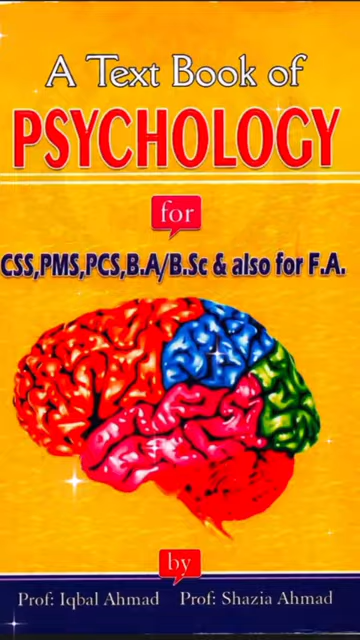 A Text Book of
PSYCHOLOGY
for
CSS,PMS,PCS,B.A/B.Sc & also for F.A.
by
Prof: Iqbal Ahmad Prof: Shazia Ahmad